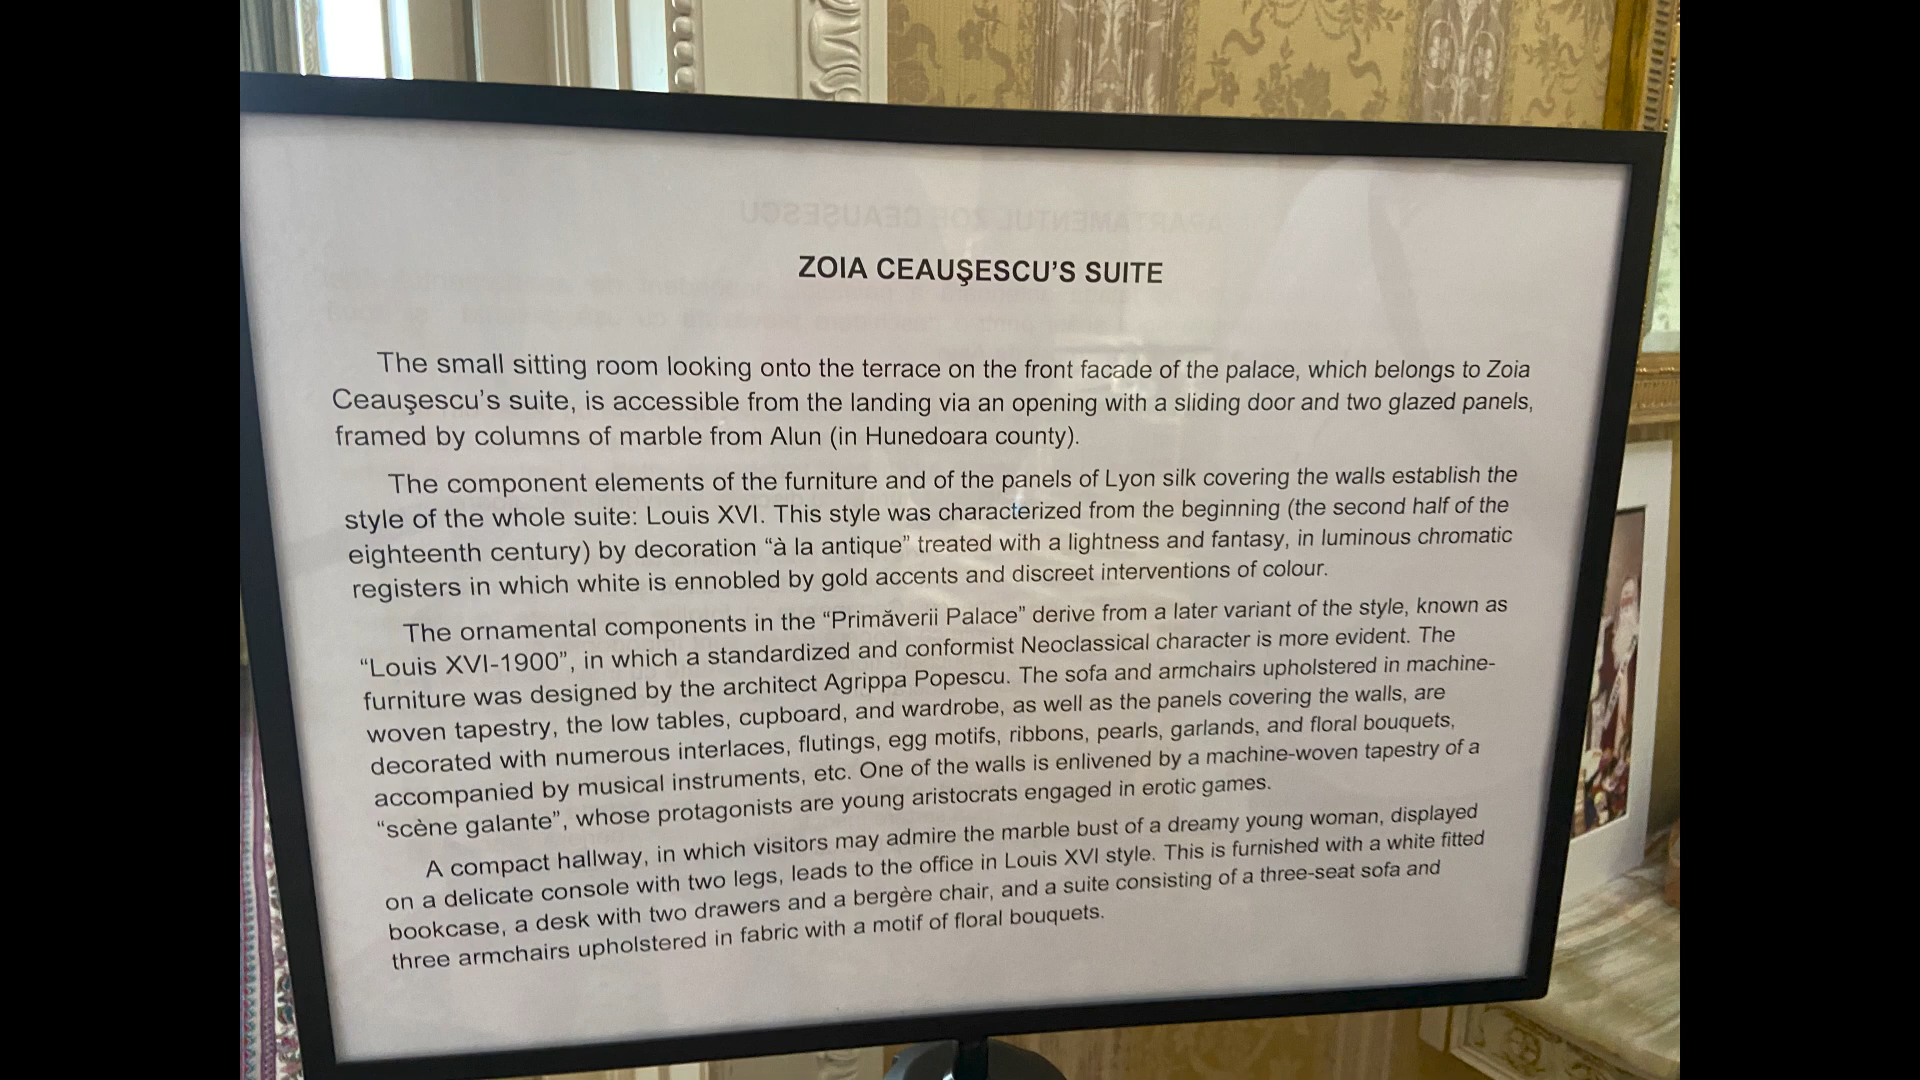 APARTAMENTUL ZOE CEAUȘESCU
ZOIA CEAUŞESCU’S SUITE
The small sitting room looking onto the terrace on the front facade of the palace, which belongs to Zoia
Ceauşescu’s suite, is accessible from the landing via an opening with a sliding door and two glazed panels,
framed by columns of marble from Alun (in Hunedoara county).
The component elements of the furniture and of the panels of Lyon silk covering the walls establish the
style of the whole suite: Louis XVI. This style was characterized from the beginning (the second half of the
eighteenth century) by decoration “à la antique” treated with a lightness and fantasy, in luminous chromatic
registers in which white is ennobled by gold accents and discreet interventions of colour.
The ornamental components in the “Primăverii Palace” derive from a later variant of the style, known as
“Louis XVI-1900”, in which a standardized and conformist Neoclassical character is more evident. The
furniture was designed by the architect Agrippa Popescu. The sofa and armchairs upholstered in machine-
woven tapestry, the low tables, cupboard, and wardrobe, as well as the panels covering the walls, are
decorated with numerous interlaces, flutings, egg motifs, ribbons, pearls, garlands, and floral bouquets,
accompanied by musical instruments, etc. One of the walls is enlivened by a machine-woven tapestry of a
“scène galante”, whose protagonists are young aristocrats engaged in erotic games.
A compact hallway, in which visitors may admire the marble bust of a dreamy young woman, displayed
on a delicate console with two legs, leads to the office in Louis XVI style. This is furnished with a white fitted
bookcase, a desk with two drawers and a bergère chair, and a suite consisting of a three-seat sofa and
three armchairs upholstered in fabric with a motif of floral bouquets.